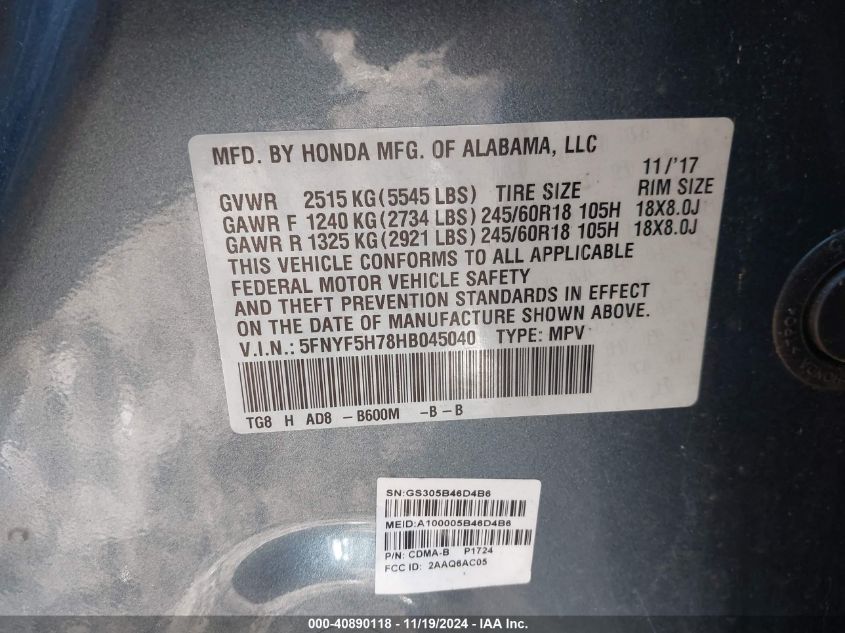 MFD. BY HONDA MFG. OF ALABAMA, LLC
11/'17
GVWR 2515 KG(5545 LBS) TIRE SIZE RIM SIZE
GAWR F 1240 KG(2734 LBS) 245/60R18 105H 18X8.0J
GAWR R 1325 KG(2921 LBS) 245/60R18 105H 18X8.0J
THIS VEHICLE CONFORMS TO ALL APPLICABLE
FEDERAL MOTOR VEHICLE SAFETY
AND THEFT PREVENTION STANDARDS IN EFFECT
ON THE DATE OF MANUFACTURE SHOWN ABOVE.
V.I.N.: 5FNYF5H78HB045040 TYPE: MPV
TG8 H AD8 - B600M - B - B
SN:GS305B46D4B6
MEID:A100005B46D4B6
P/N: CDMA-B P1724
FCC ID: 2AAQ6AC05
000-40890118 - 11/19/2024 - IAA Inc.